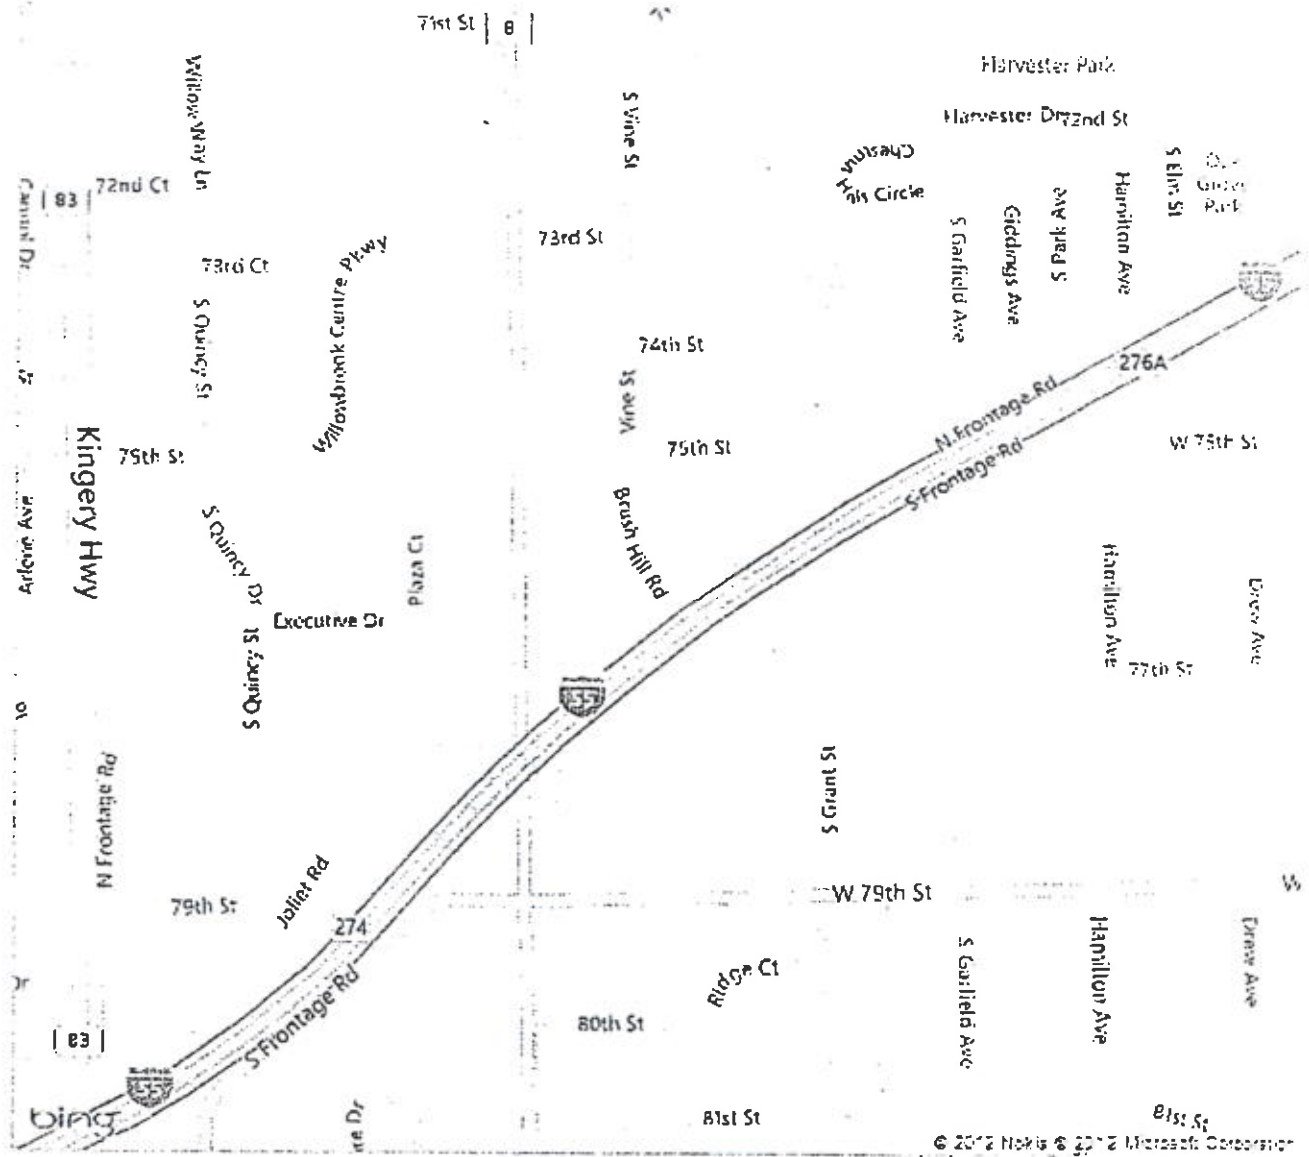 71st St
8
Harvester Park
Willow Way Ln
S Vine St
Harvester Dr
72nd St
Chestnut
Hills Circle
S Elm St
Park
72nd Ct
83
Hamilton Ave
S Park Ave
Giddings Ave
S Garfield Ave
73rd St
73rd Ct
Willowbrook Centre Pkwy
S Quincy St
74th St
276A
Vine St
N Frontage Rd
S Frontage Rd
75th St
75th St
W 75th St
Kingery Hwy
Arlene Ave
S Quincy Dr
Plaza Ct
Brush Hill Rd
Hamilton Ave
Drew Ave
Executive Dr
S Quincy St
77th St
55
N Frontage Rd
S Grant St
Joliet Rd
79th St
W 79th St
W
274
S Frontage Rd
Ridge Ct
S Garfield Ave
Hamilton Ave
Drew Ave
Dr
80th St
83
55
bing
81st St
81st St
© 2012 Nokia © 2012 Microsoft Corporation